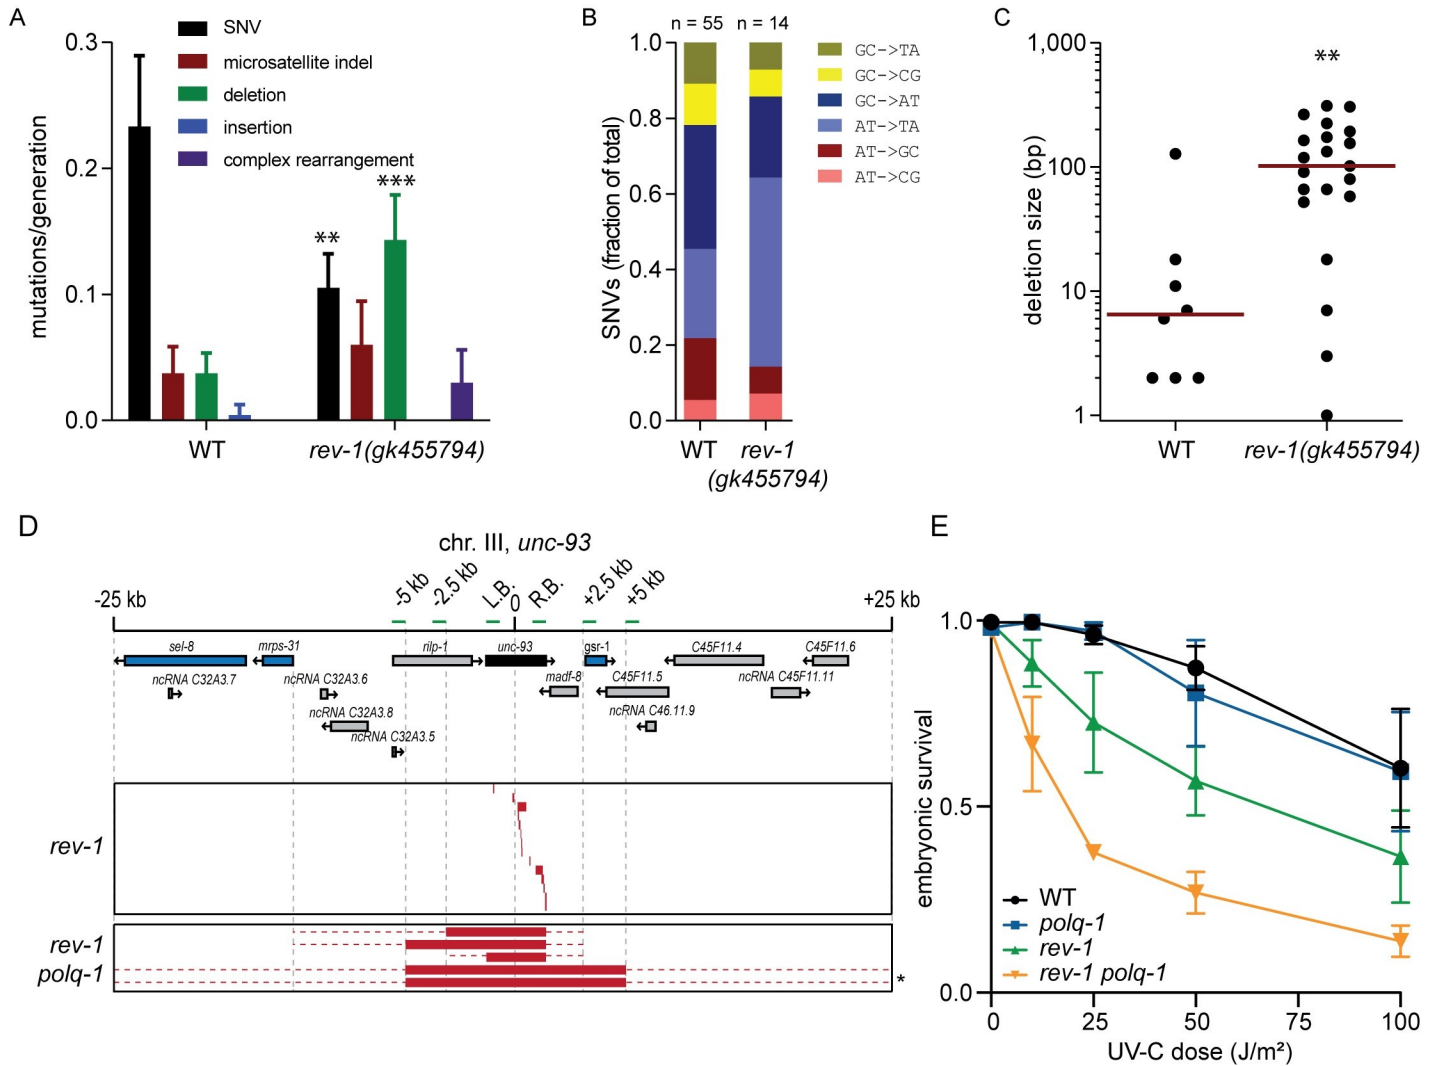 A
SNV
microsatellite indel
deletion
insertion
complex rearrangement
mutations/generation
0.3
0.2
0.1
0.0
**
***
WT
rev-1(gk455794)
B
n = 55 n = 14
SNVs (fraction of total)
1.0
0.8
0.6
0.4
0.2
0.0
GC->TA
GC->CG
GC->AT
AT->TA
AT->GC
AT->CG
WT
rev-1
(gk455794)
C
deletion size (bp)
1,000
100
10
1
**
WT
rev-1(gk455794)
D
chr. III, unc-93
-25 kb
-5 kb
-2.5 kb
L.B.
0
R.B.
+2.5 kb
+5 kb
+25 kb
sel-8
mrps-31
rilp-1
unc-93
gsr-1
C45F11.4
C45F11.6
ncRNA C32A3.7
ncRNA C32A3.6
madf-8
C45F11.5
ncRNA C45F11.11
ncRNA C32A3.8
ncRNA C46.11.9
ncRNA C32A3.5
rev-1
rev-1
polq-1
*
E
embryonic survival
1.0
0.5
0.0
WT
polq-1
rev-1
rev-1 polq-1
0
25
50
75
100
UV-C dose (J/m²)